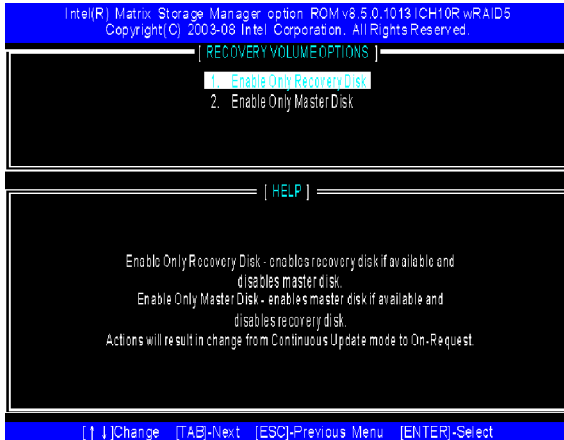 Intel(R) Matrix Storage Manager option ROM v8.5.0.1013 ICH10R wRAID5
Copyright(C) 2003-08 Intel Corporation. All Rights Reserved.
[ RECOVERY VOLUME OPTIONS ]
1. Enable Only Recovery Disk
2. Enable Only Master Disk
[ HELP ]
Enable Only Recovery Disk - enables recovery disk if available and
disables master disk.
Enable Only Master Disk - enables master disk if available and
disables recovery disk.
Actions will result in change from Continuous Update mode to On-Request.
[↑↓]Change [TAB]-Next [ESC]-Previous Menu [ENTER]-Select